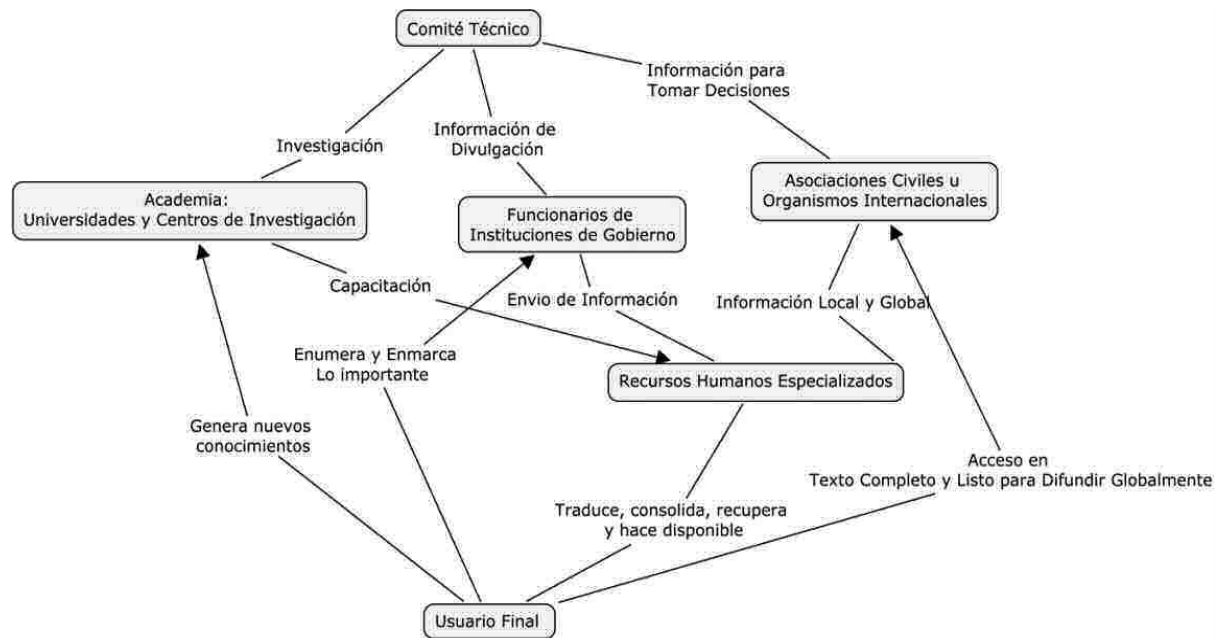 Comité Técnico
Información para
Tomar Decisiones
Investigación
Información de
Divulgación
Academia:
Universidades y Centros de Investigación
Funcionarios de
Instituciones de Gobierno
Asociaciones Civiles u
Organismos Internacionales
Capacitación
Envio de Información
Información Local y Global
Enumera y Enmarca
Lo importante
Recursos Humanos Especializados
Genera nuevos
conocimientos
Acceso en
Texto Completo y Listo para Difundir Globalmente
Traduce, consolida, recupera
y hace disponible
Usuario Final